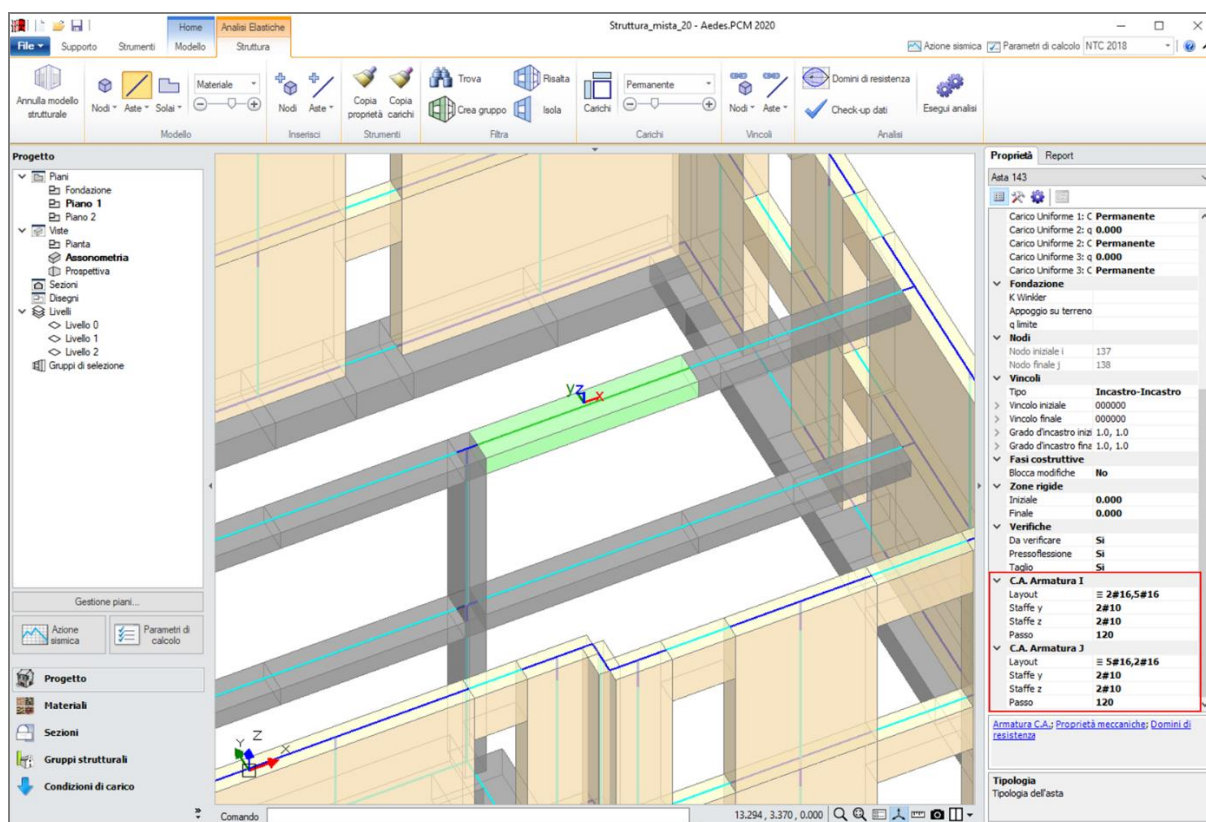 Struttura_mista_20 - Aedes.PCM 2020
Home
Analisi Elastiche
File
Supporto
Strumenti
Modello
Struttura
Azione sismica
Parametri di calcolo
NTC 2018
Annulla modello
strutturale
Nodi
Aste
Solai
Materiale
Modello
Nodi
Aste
Inserisci
Copia
proprietà
Copia
carichi
Strumenti
Trova
Crea gruppo
Risalta
Isola
Filtra
Carichi
Permanente
Carichi
Nodi
Aste
Vincoli
Domini di resistenza
Check-up dati
Esegui analisi
Analisi
Progetto
Piani
Fondazione
Piano 1
Piano 2
Viste
Pianta
Assonometria
Prospettiva
Sezioni
Disegni
Livelli
Livello 0
Livello 1
Livello 2
Gruppi di selezione
Gestione piani...
Azione
sismica
Parametri di
calcolo
Progetto
Materiali
Sezioni
Gruppi strutturali
Condizioni di carico
y
z
x
Y
Z
X
Comando
13.294 , 3.370 , 0.000
Proprietà
Report
Asta 143
Carico Uniforme 1: C Permanente
Carico Uniforme 2: q 0.000
Carico Uniforme 2: C Permanente
Carico Uniforme 3: q 0.000
Carico Uniforme 3: C Permanente
Fondazione
K Winkler
Appoggio su terreno
q limite
Nodi
Nodo iniziale i 137
Nodo finale j 138
Vincoli
Tipo Incastro-Incastro
Vincolo iniziale 000000
Vincolo finale 000000
Grado d'incastro inizi 1.0, 1.0
Grado d'incastro fina 1.0, 1.0
Fasi costruttive
Blocca modifiche No
Zone rigide
Iniziale 0.000
Finale 0.000
Verifiche
Da verificare Si
Pressoflessione Si
Taglio Si
C.A. Armatura I
Layout ≡ 2#16,5#16
Staffe y 2#10
Staffe z 2#10
Passo 120
C.A. Armatura J
Layout ≡ 5#16,2#16
Staffe y 2#10
Staffe z 2#10
Passo 120
Armatura C.A.; Proprietà meccaniche; Domini di
resistenza
Tipologia
Tipologia dell'asta